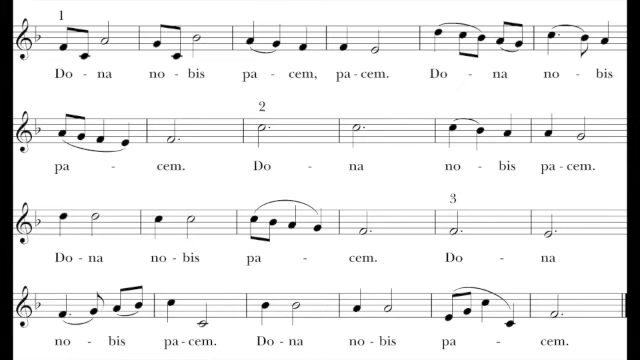 1
Do - na no - bis pa - cem, pa - cem. Do - na no - bis
2
pa - cem. Do - na no - bis pa - cem.
3
Do - na no - bis pa - cem. Do - na
no - bis pa - cem. Do - na no - bis pa - cem.